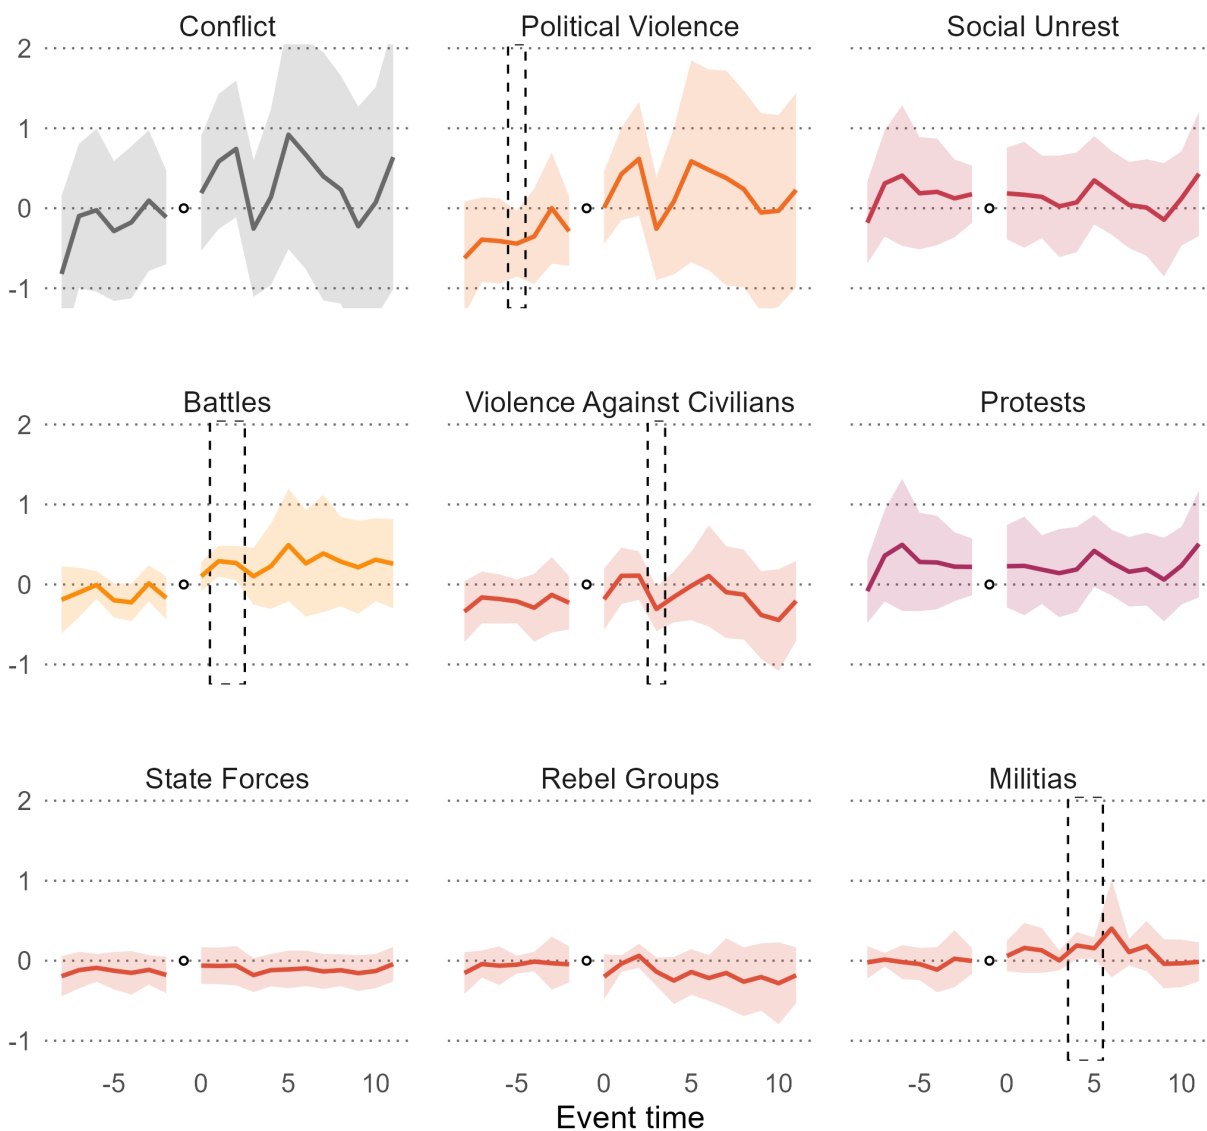 Conflict Political Violence Social Unrest
2
1
0
-1
Battles Violence Against Civilians Protests
2
1
0
-1
State Forces Rebel Groups Militias
2
1
0
-1
-5 0 5 10 -5 0 5 10 -5 0 5 10
Event time